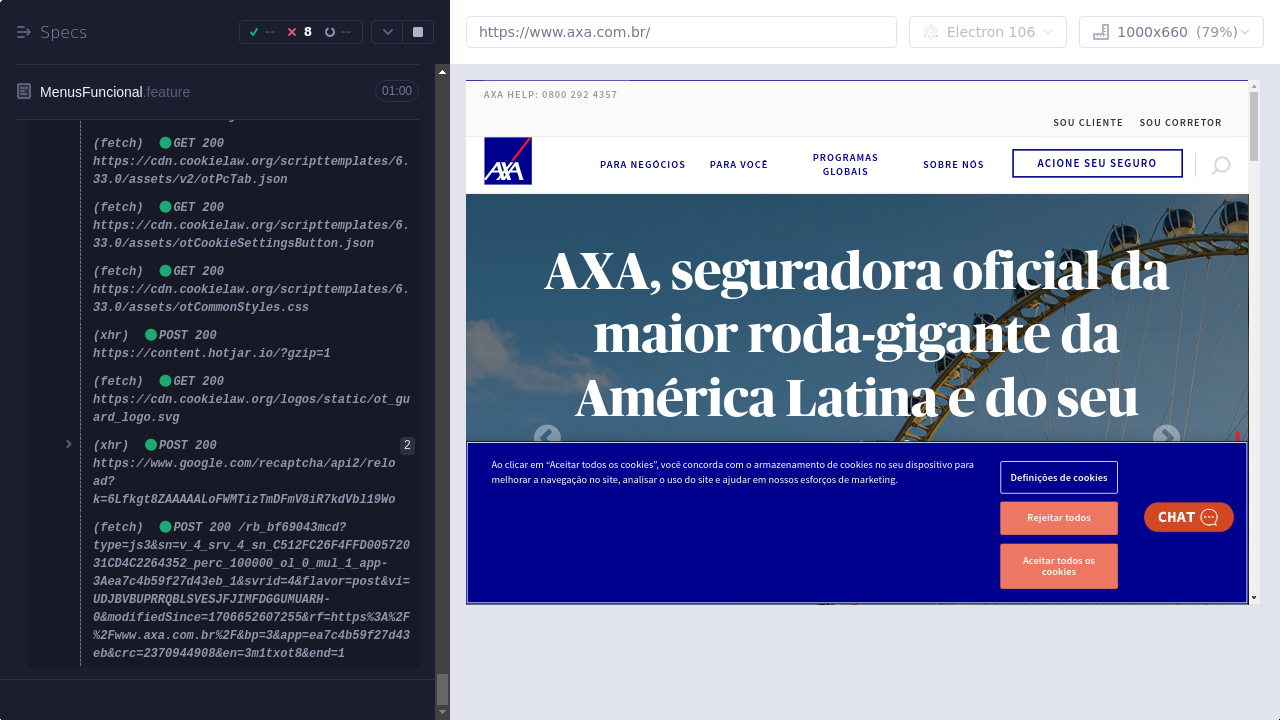 Specs
--
8
--
MenusFuncional.feature
01:00
(fetch) GET 200
https://cdn.cookielaw.org/scripttemplates/6.
33.0/assets/v2/otPcTab.json
(fetch) GET 200
https://cdn.cookielaw.org/scripttemplates/6.
33.0/assets/otCookieSettingsButton.json
(fetch) GET 200
https://cdn.cookielaw.org/scripttemplates/6.
33.0/assets/otCommonStyles.css
(xhr) POST 200
https://content.hotjar.io/?gzip=1
(fetch) GET 200
https://cdn.cookielaw.org/logos/static/ot_gu
ard_logo.svg
(xhr) POST 200
2
https://www.google.com/recaptcha/api2/relo
ad?
k=6Lfkgt8ZAAAAALoFWMTizTmDFmV8iR7kdVbl19Wo
(fetch) POST 200 /rb_bf69043mcd?
type=js3&sn=v_4_srv_4_sn_C512FC26F4FFD005720
31CD4C2264352_perc_100000_ol_0_mul_1_app-
3Aea7c4b59f27d43eb_1&svrid=4&flavor=post&vi=
UDJBVBUPRRQBLSVESJFJIMFDGGUMUARH-
0&modifiedSince=1706652607255&rf=https%3A%2F
%2Fwww.axa.com.br%2F&bp=3&app=ea7c4b59f27d43
eb&crc=2370944908&en=3m1txot8&end=1
https://www.axa.com.br/
Electron 106
1000x660 (79%)
AXA HELP: 0800 292 4357
SOU CLIENTE
SOU CORRETOR
AXA
PARA NEGÓCIOS
PARA VOCÊ
PROGRAMAS
GLOBAIS
SOBRE NÓS
ACIONE SEU SEGURO
AXA, seguradora oficial da
maior roda-gigante da
América Latina e do seu
Ao clicar em “Aceitar todos os cookies”, você concorda com o armazenamento de cookies no seu dispositivo para
melhorar a navegação no site, analisar o uso do site e ajudar em nossos esforços de marketing.
Definições de cookies
Rejeitar todos
Aceitar todos os
cookies
CHAT